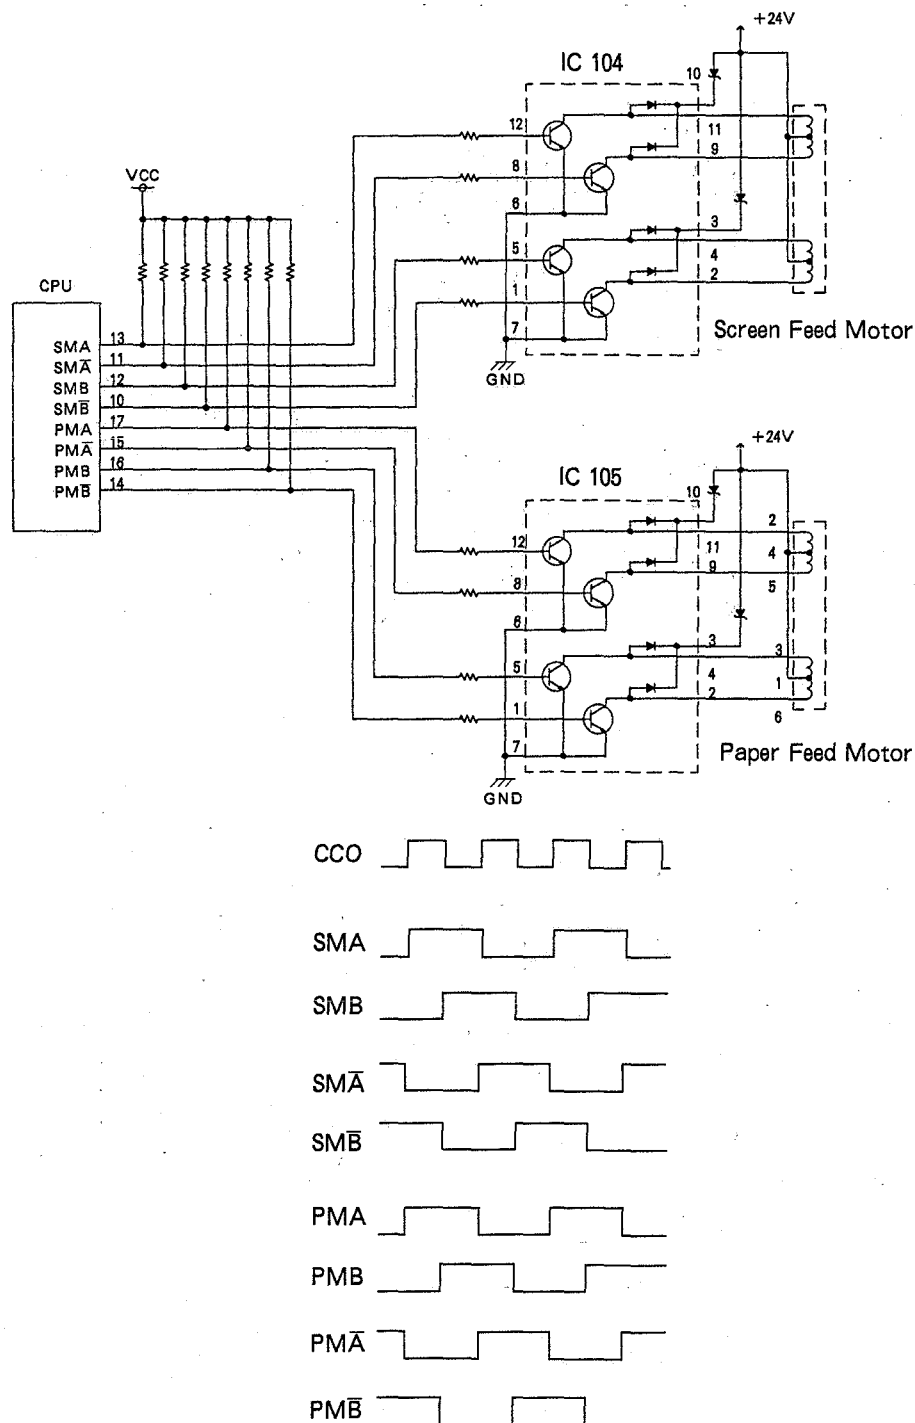 +24V
IC 104
10
12
11
8
9
VCC
6
3
5
4
CPU
1
2
SMA 13
7
Screen Feed Motor
SMA̅ 11
GND
SMB 12
SMB̅ 10
PMA 17
PMA̅ 15
+24V
PMB 16
IC 105
PMB̅ 14
10
2
12
11
4
8
9
5
6
3
3
5
4
1
1
2
6
7
Paper Feed Motor
GND
CCO
SMA
SMB
SMA̅
SMB̅
PMA
PMB
PMA̅
PMB̅